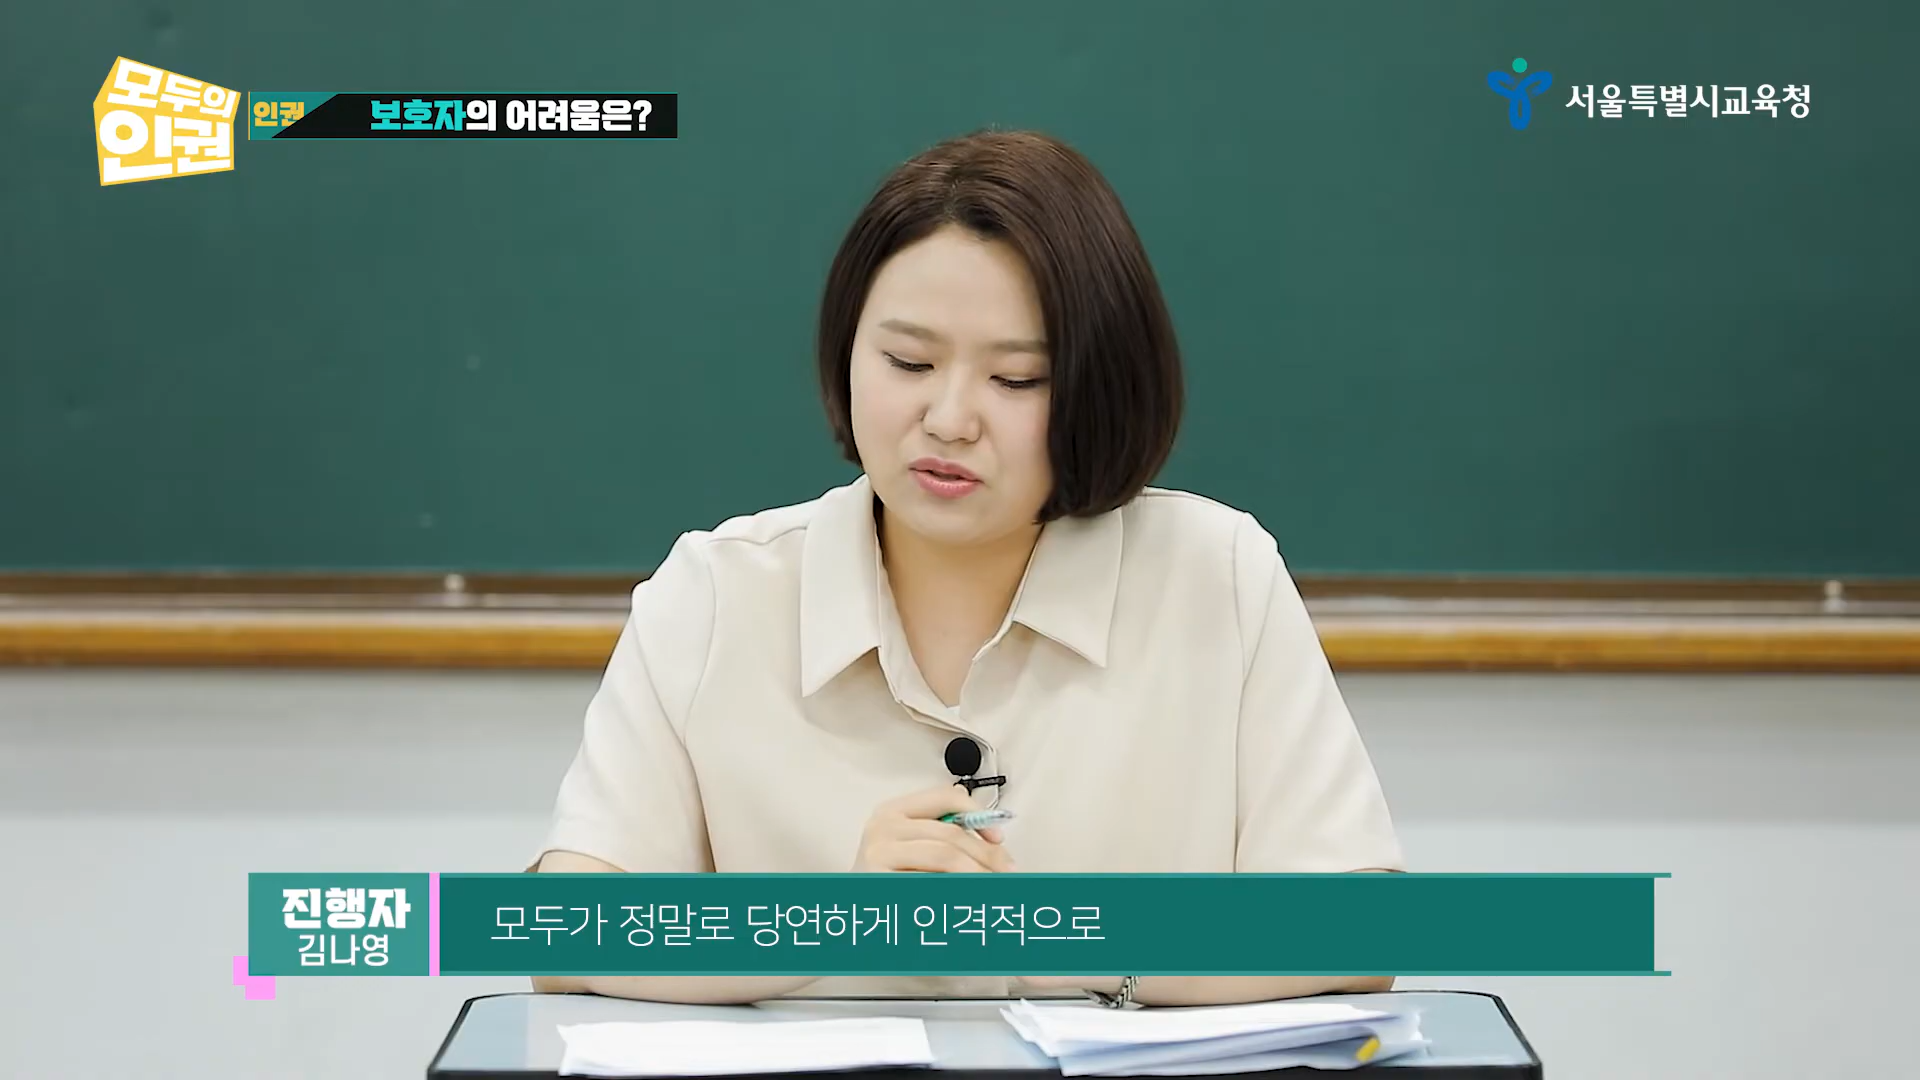 모두의
인권
인권
보호자의 어려움은?
서울특별시교육청
진행자
김나영
모두가 정말로 당연하게 인격적으로